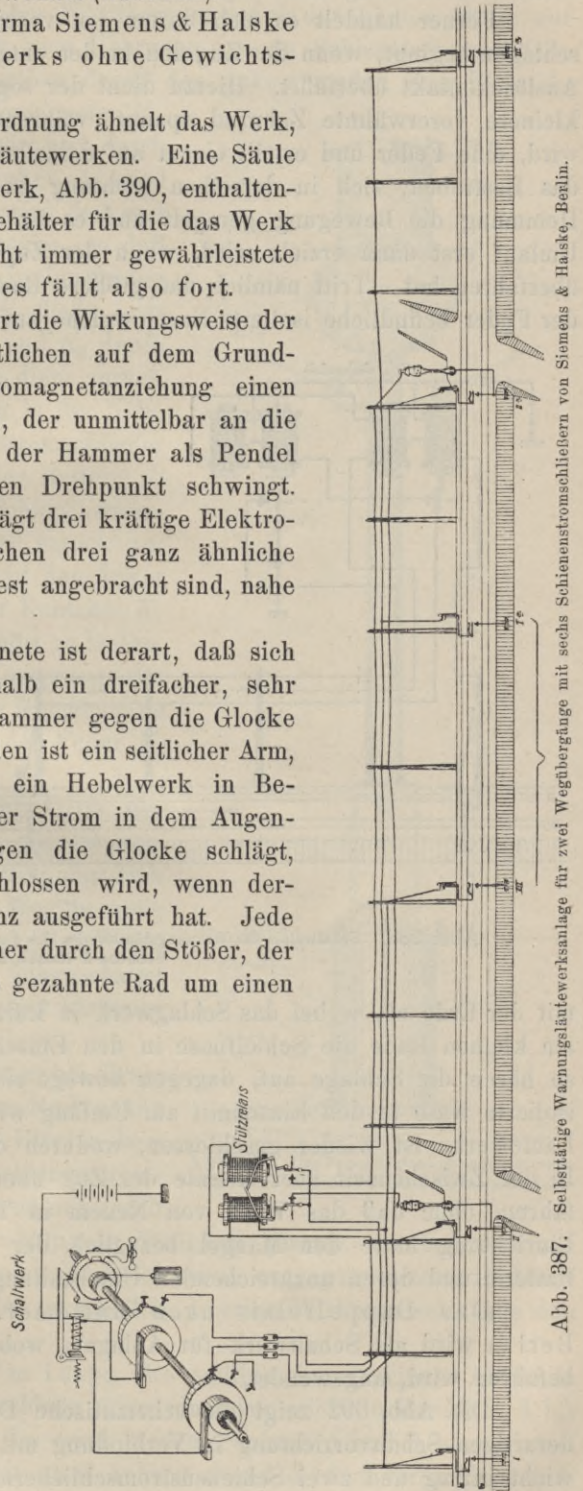 rma Siemens & Halske
erks ohne Gewichts-
rdnung ähnelt das Werk,
äutewerken. Eine Säule
erk, Abb. 390, enthalten-
ehälter für die das Werk
cht immer gewährleistete
es fällt also fort.
rt die Wirkungsweise der
tlichen auf dem Grund-
omagnetanziehung einen
, der unmittelbar an die
der Hammer als Pendel
en Drehpunkt schwingt.
ägt drei kräftige Elektro-
chen drei ganz ähnliche
est angebracht sind, nahe
nete ist derart, daß sich
alb ein dreifacher, sehr
ammer gegen die Glocke
en ist ein seitlicher Arm,
ein Hebelwerk in Be-
er Strom in dem Augen-
gen die Glocke schlägt,
hlossen wird, wenn der-
nz ausgeführt hat. Jede
ner durch den Stößer, der
gezahnte Rad um einen
Schaltwerk
Stützrelais
Abb. 387. Selbsttätige Warnungsläutewerksanlage für zwei Wegübergänge mit sechs Schienenstromschließern von Siemens & Halske, Berlin.